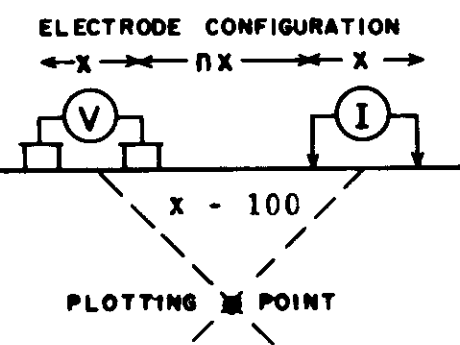 ELECTRODE CONFIGURATION
x nx x
V I
x - 100
PLOTTING POINT